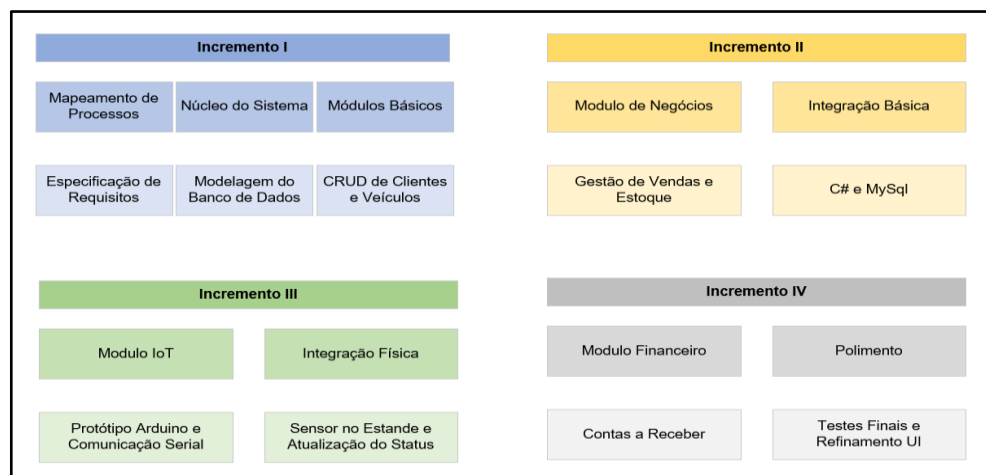 Incremento I
Mapeamento de
Processos
Núcleo do Sistema
Módulos Básicos
Especificação de
Requisitos
Modelagem do
Banco de Dados
CRUD de Clientes
e Veículos
Incremento II
Modulo de Negócios
Integração Básica
Gestão de Vendas e
Estoque
C# e MySql
Incremento III
Modulo IoT
Integração Física
Protótipo Arduino e
Comunicação Serial
Sensor no Estande e
Atualização do Status
Incremento IV
Modulo Financeiro
Polimento
Contas a Receber
Testes Finais e
Refinamento UI